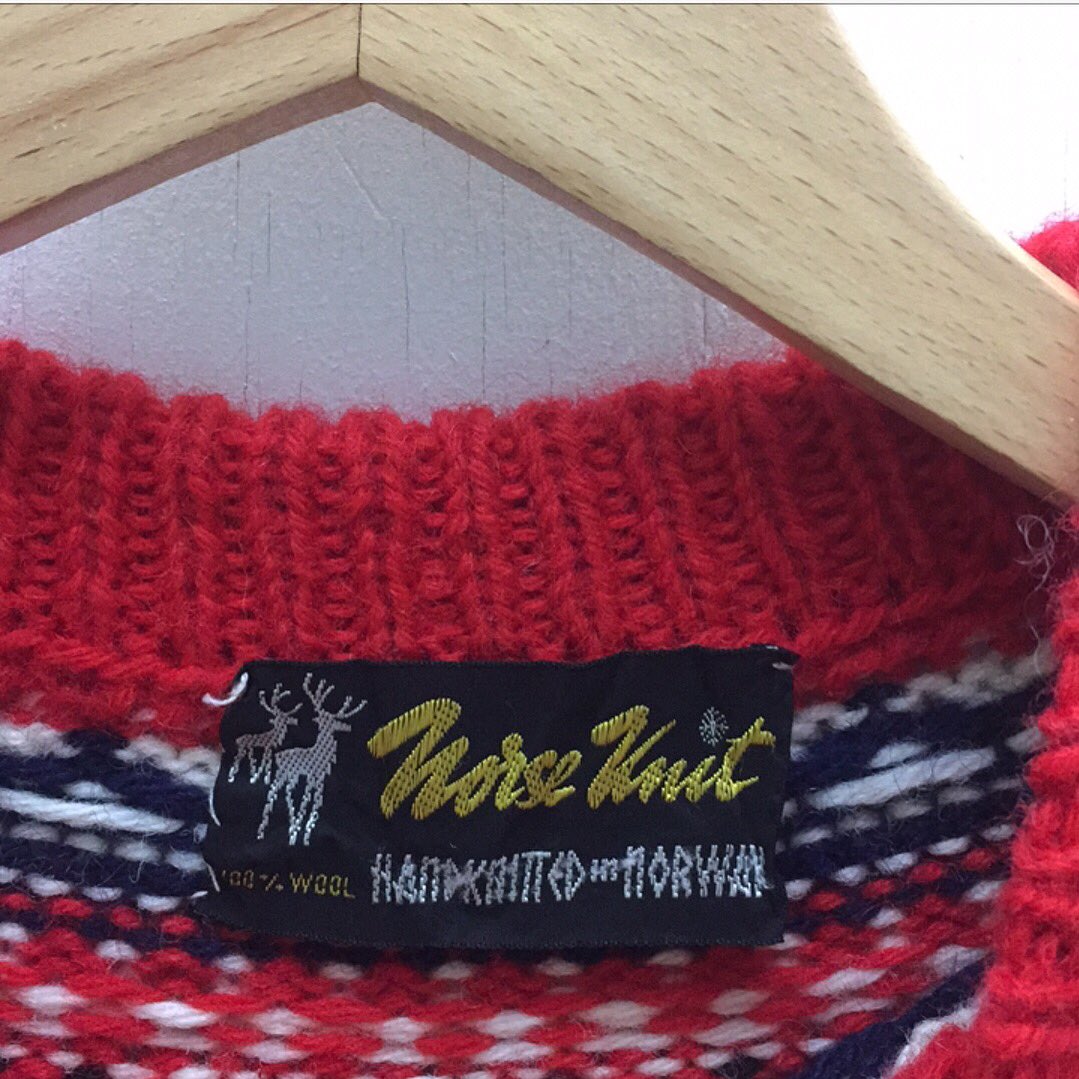 Norse Knit
100% WOOL HANDKNITTED IN NORWAY